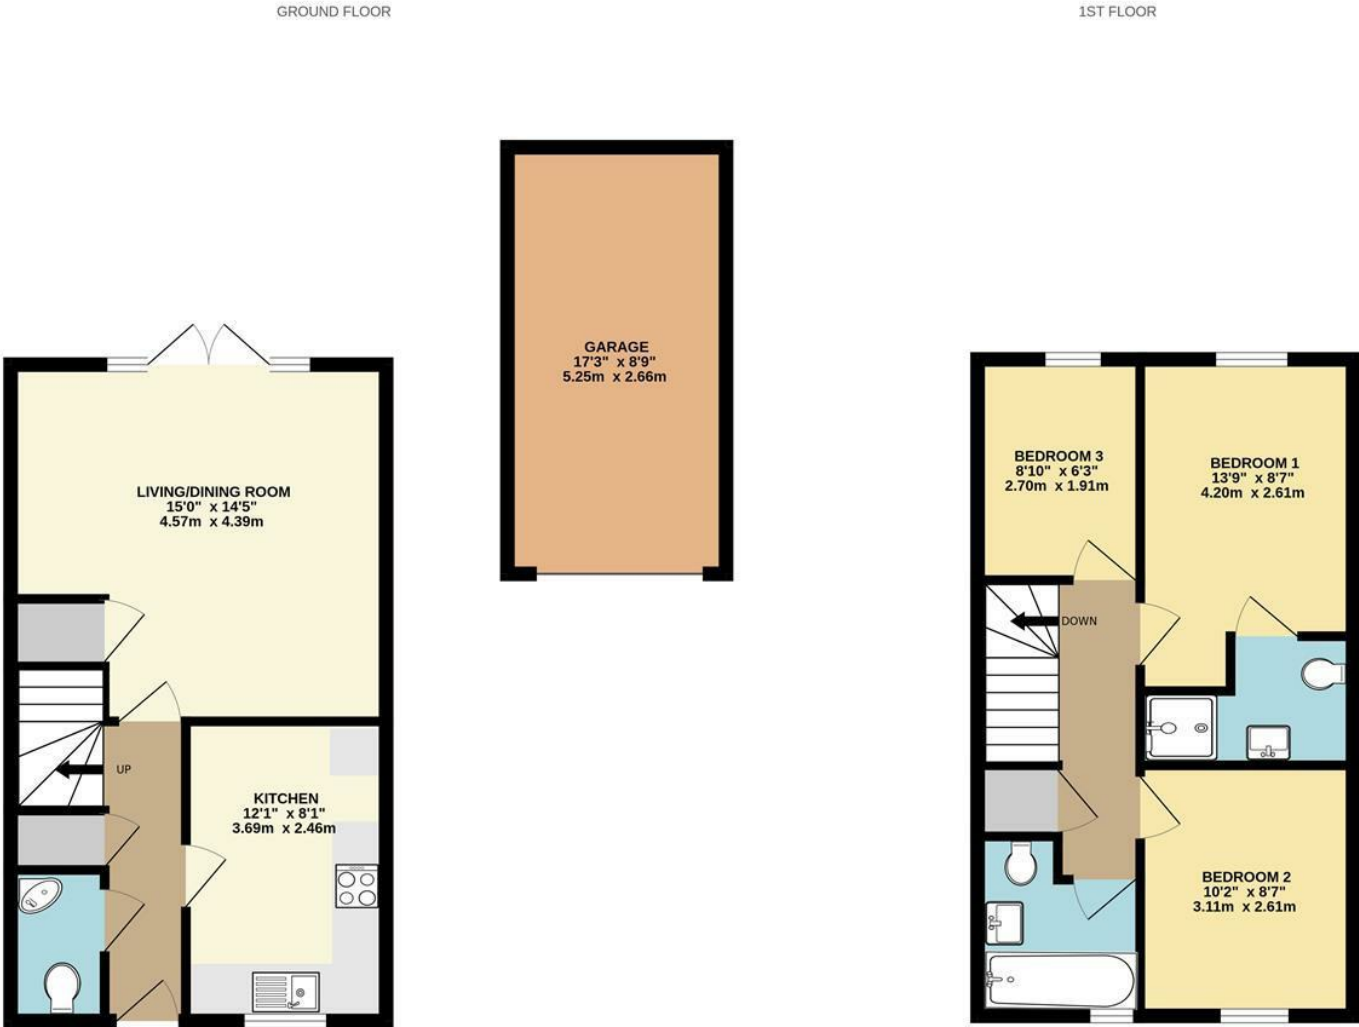 GROUND FLOOR
1ST FLOOR
GARAGE
17'3" x 8'9"
5.25m x 2.66m
LIVING/DINING ROOM
15'0" x 14'5"
4.57m x 4.39m
UP
KITCHEN
12'1" x 8'1"
3.69m x 2.46m
BEDROOM 3
8'10" x 6'3"
2.70m x 1.91m
BEDROOM 1
13'9" x 8'7"
4.20m x 2.61m
DOWN
BEDROOM 2
10'2" x 8'7"
3.11m x 2.61m